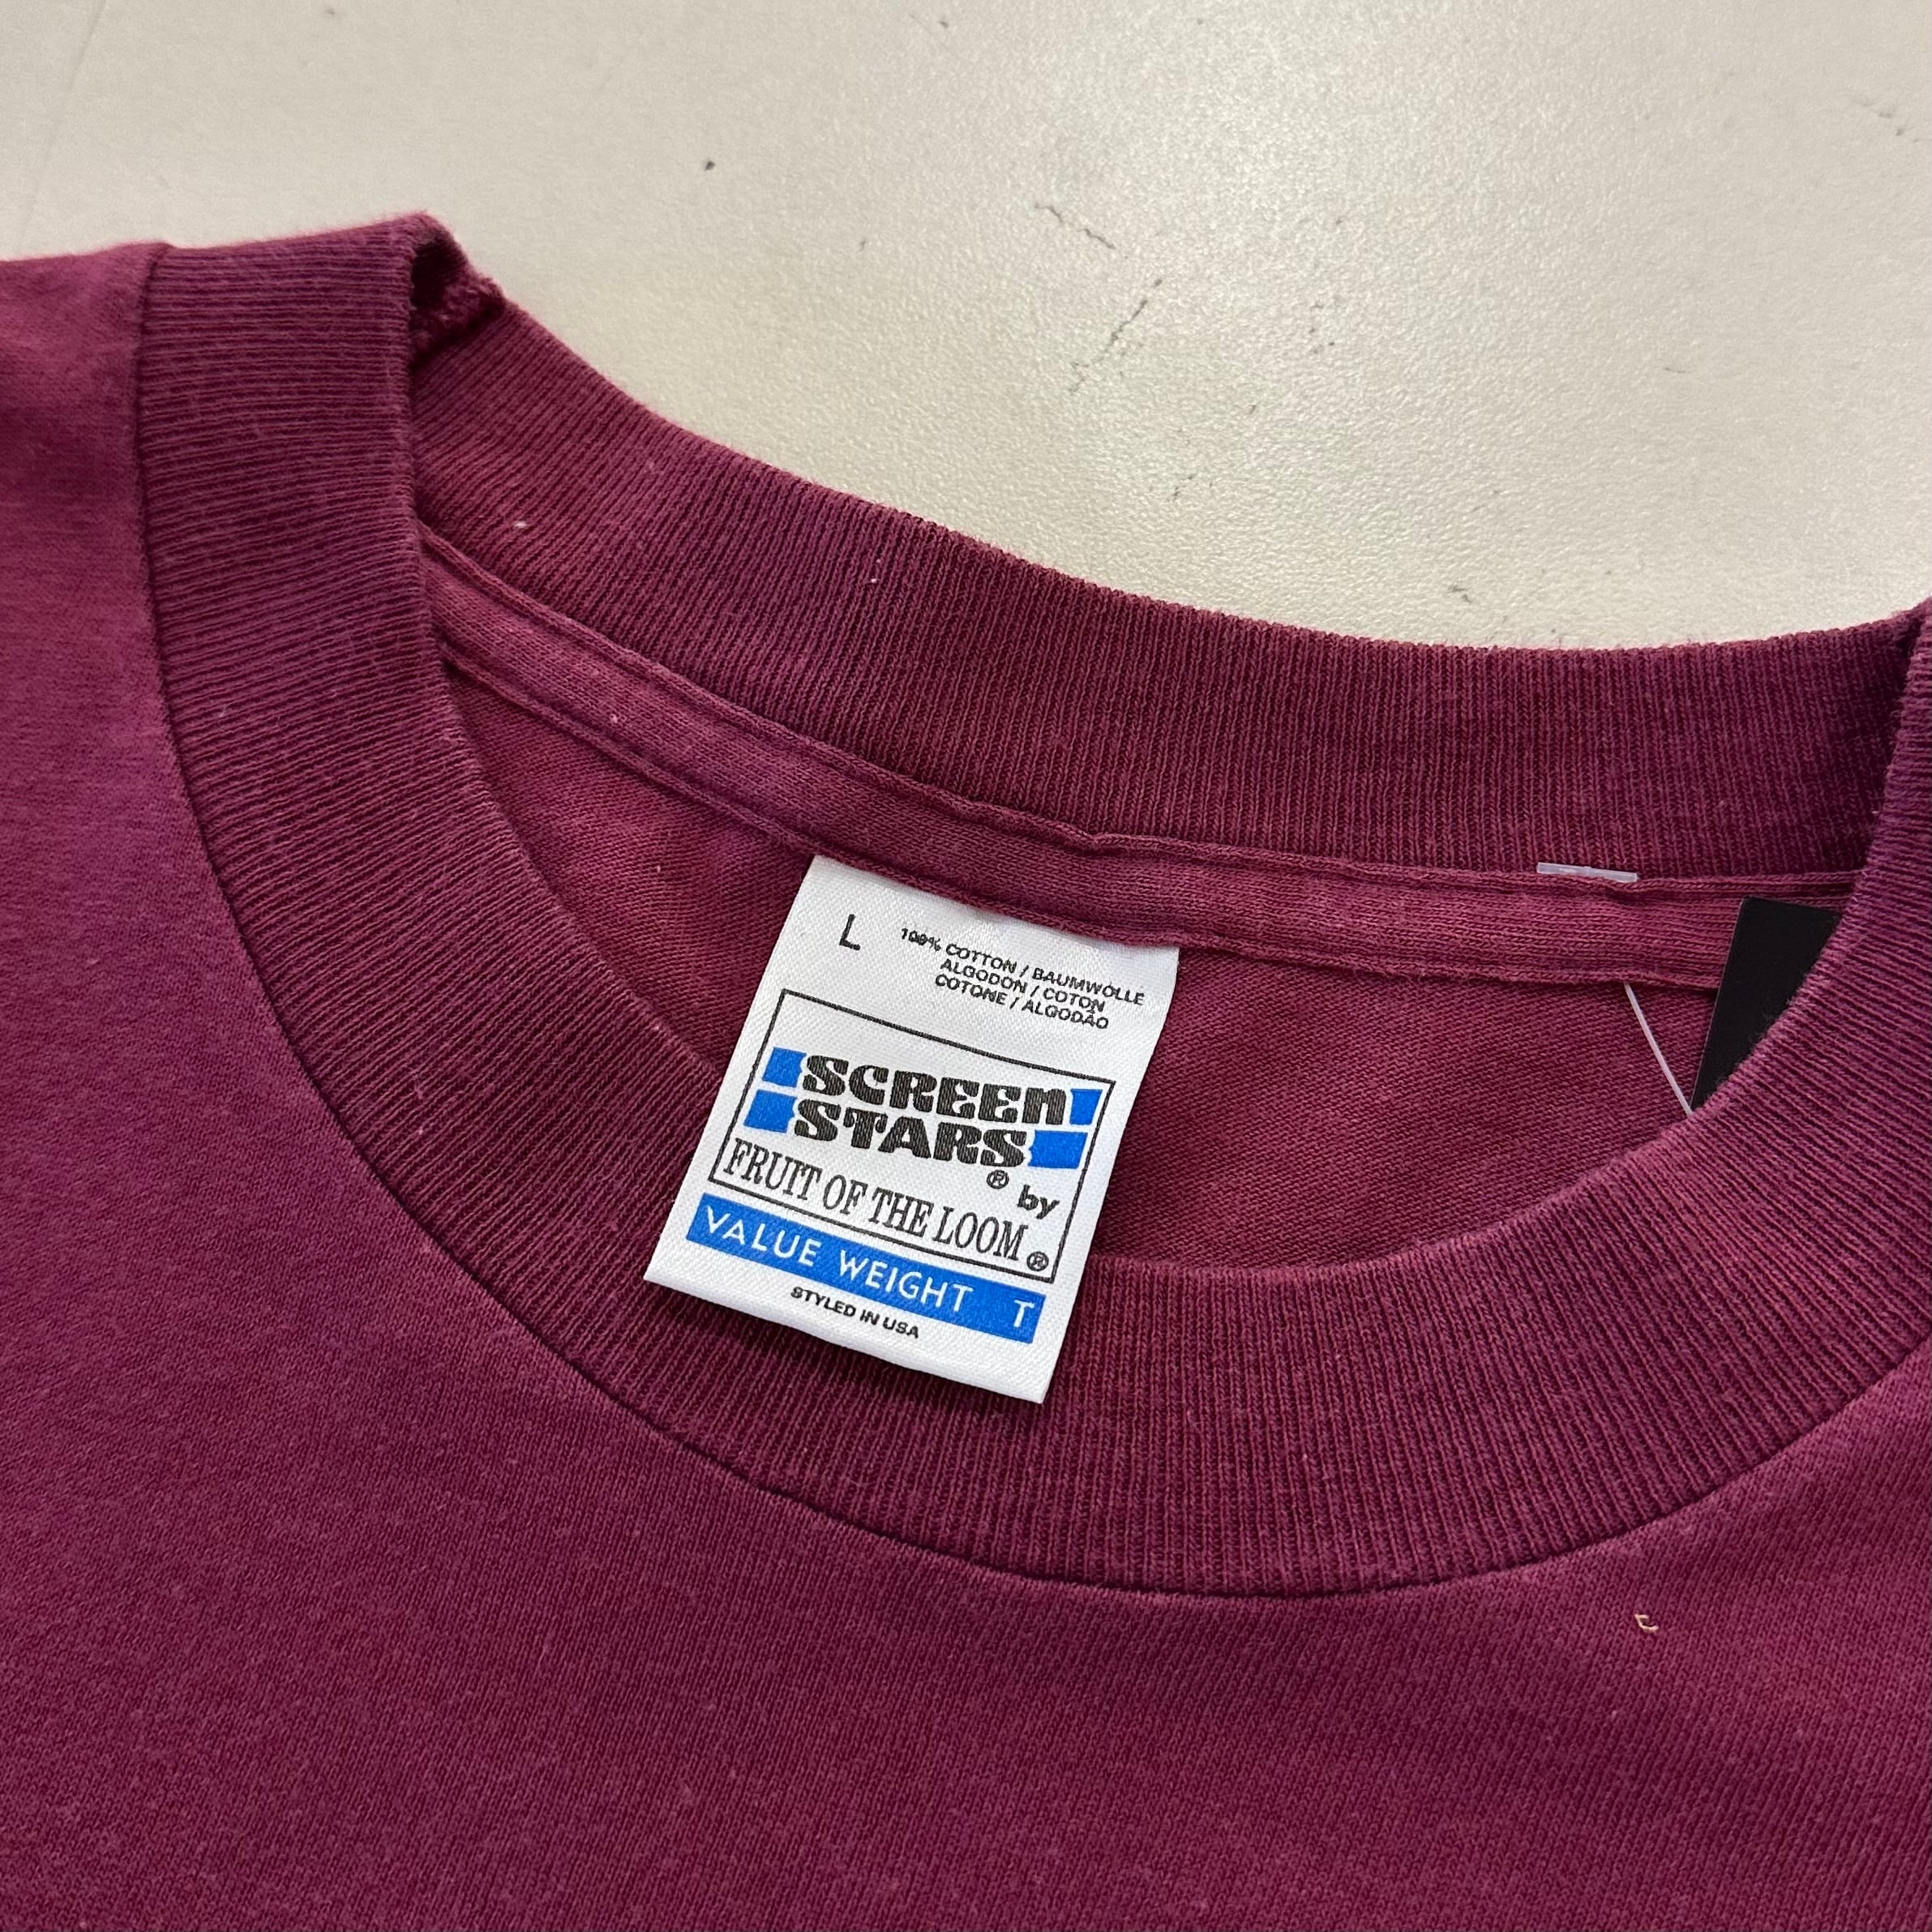 L
100% COTTON / BAUMWOLLE
ALGODON / COTON
COTONE / ALGODÃO
SCREEN
STARS® by
FRUIT OF THE LOOM®
VALUE WEIGHT T
STYLED IN USA